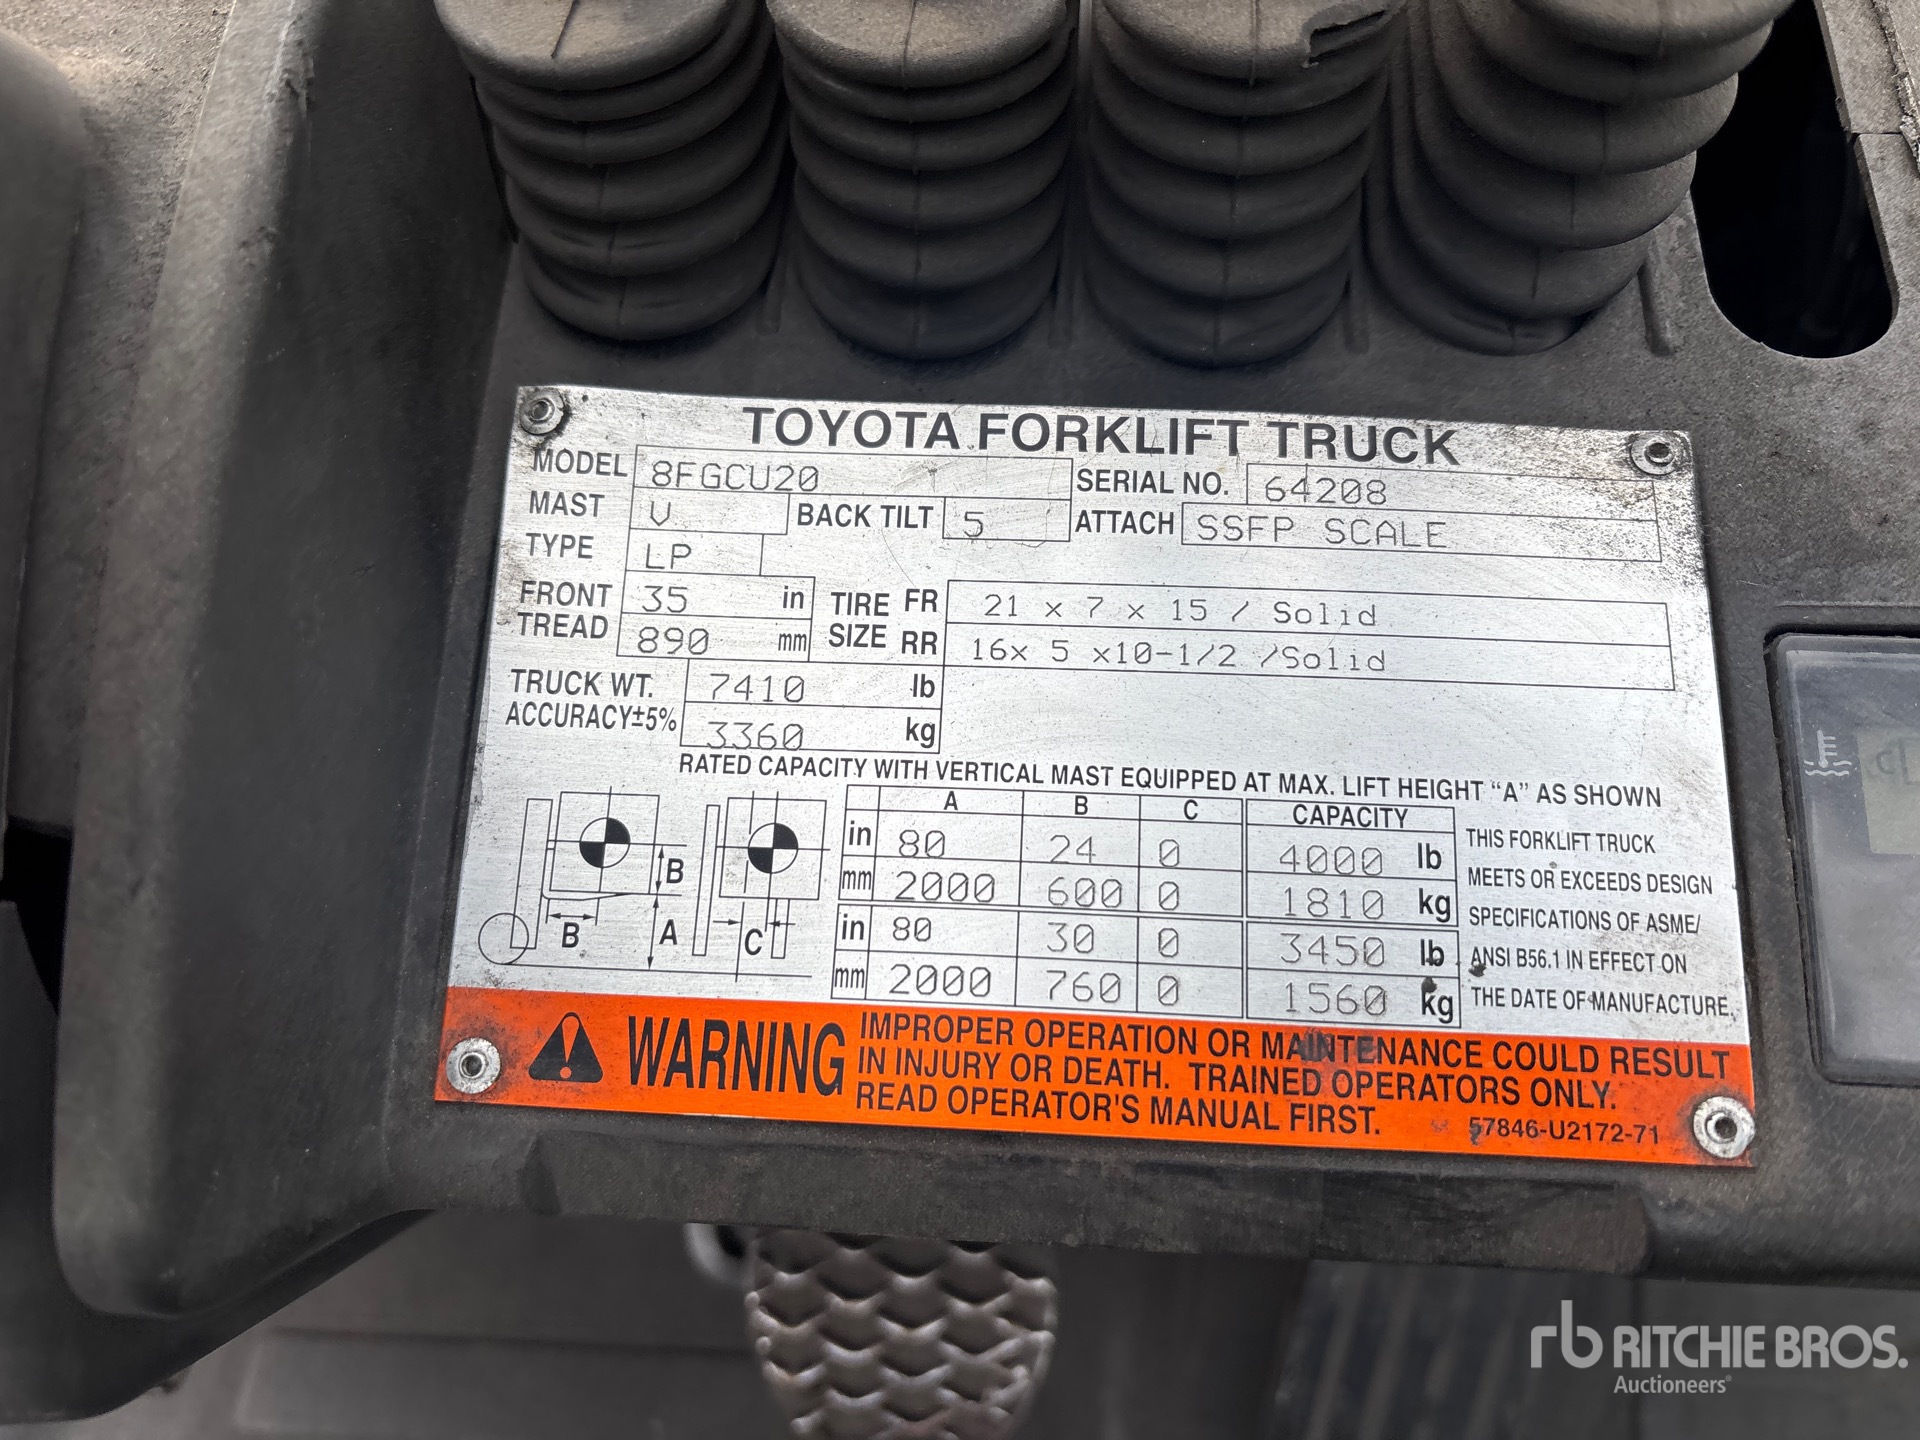 TOYOTA FORKLIFT TRUCK
MODEL 8FGCU20 SERIAL NO. 64208
MAST V BACK TILT 5 ATTACH SSFP SCALE
TYPE LP
FRONT TREAD 35 in TIRE SIZE FR 21 x 7 x 15 / Solid
890 mm RR 16x 5 x10-1/2 /Solid
TRUCK WT. 7410 lb
ACCURACY±5% 3360 kg
RATED CAPACITY WITH VERTICAL MAST EQUIPPED AT MAX. LIFT HEIGHT “A” AS SHOWN
A B C CAPACITY
in 80 24 0 4000 lb
mm 2000 600 0 1810 kg
in 80 30 0 3450 lb
mm 2000 760 0 1560 kg
B
B A C
THIS FORKLIFT TRUCK
MEETS OR EXCEEDS DESIGN
SPECIFICATIONS OF ASME/
ANSI B56.1 IN EFFECT ON
THE DATE OF MANUFACTURE.
WARNING
IMPROPER OPERATION OR MAINTENANCE COULD RESULT
IN INJURY OR DEATH. TRAINED OPERATORS ONLY.
READ OPERATOR'S MANUAL FIRST. 57846-U2172-71
rb RITCHIE BROS.
Auctioneers